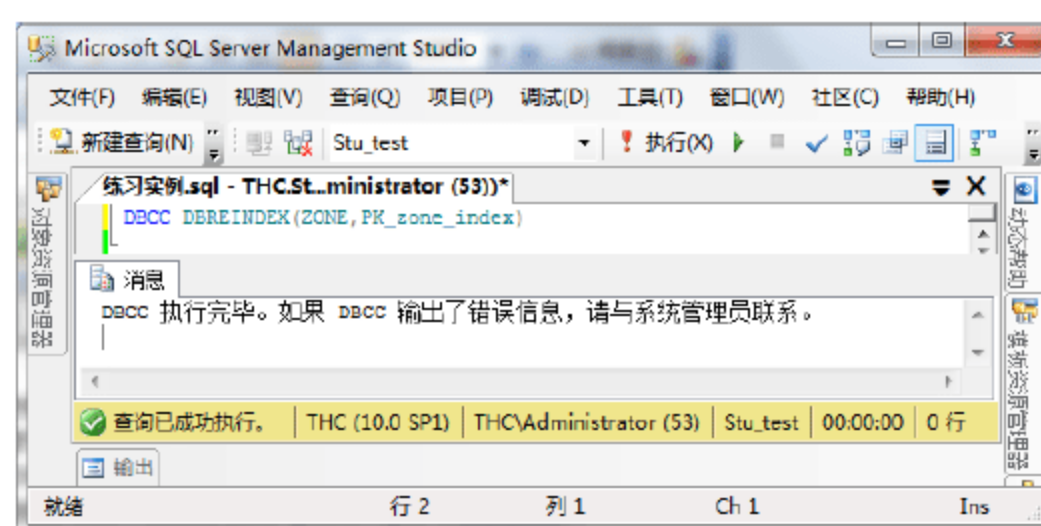 Microsoft SQL Server Management Studio
文件(F) 编辑(E) 视图(V) 查询(Q) 项目(P) 调试(D) 工具(T) 窗口(W) 社区(C) 帮助(H)
新建查询(N) Stu_test 执行(X)
练习实例.sql - THC.St...ministrator (53))*
DBCC DBREINDEX(ZONE,PK_zone_index)
对象资源管理器
动态帮助
消息
DBCC 执行完毕。如果 DBCC 输出了错误信息，请与系统管理员联系。
模板资源管理器
查询已成功执行。 THC (10.0 SP1) THC\Administrator (53) Stu_test 00:00:00 0 行
输出
就绪 行 2 列 1 Ch 1 Ins